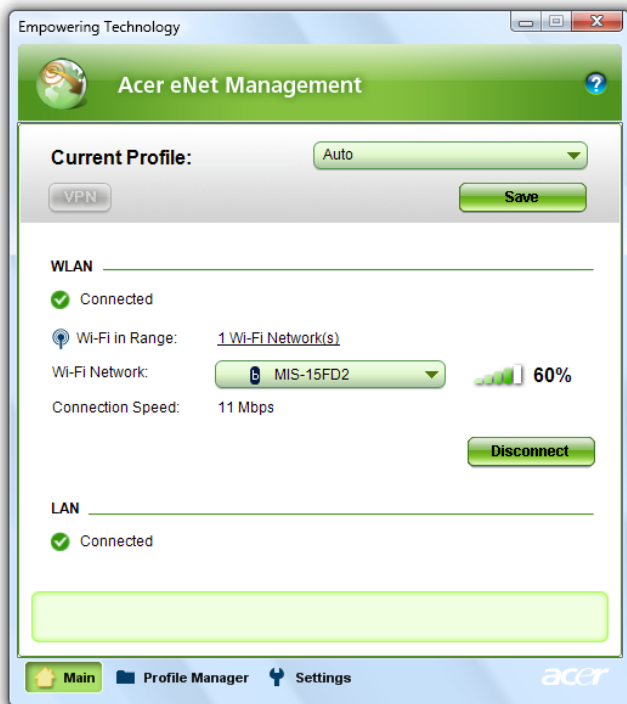 Empowering Technology
Acer eNet Management
?
Current Profile: Auto
VPN Save
WLAN
Connected
Wi-Fi in Range: 1 Wi-Fi Network(s)
Wi-Fi Network: b MIS-15FD2 60%
Connection Speed: 11 Mbps
Disconnect
LAN
Connected
Main Profile Manager Settings acer